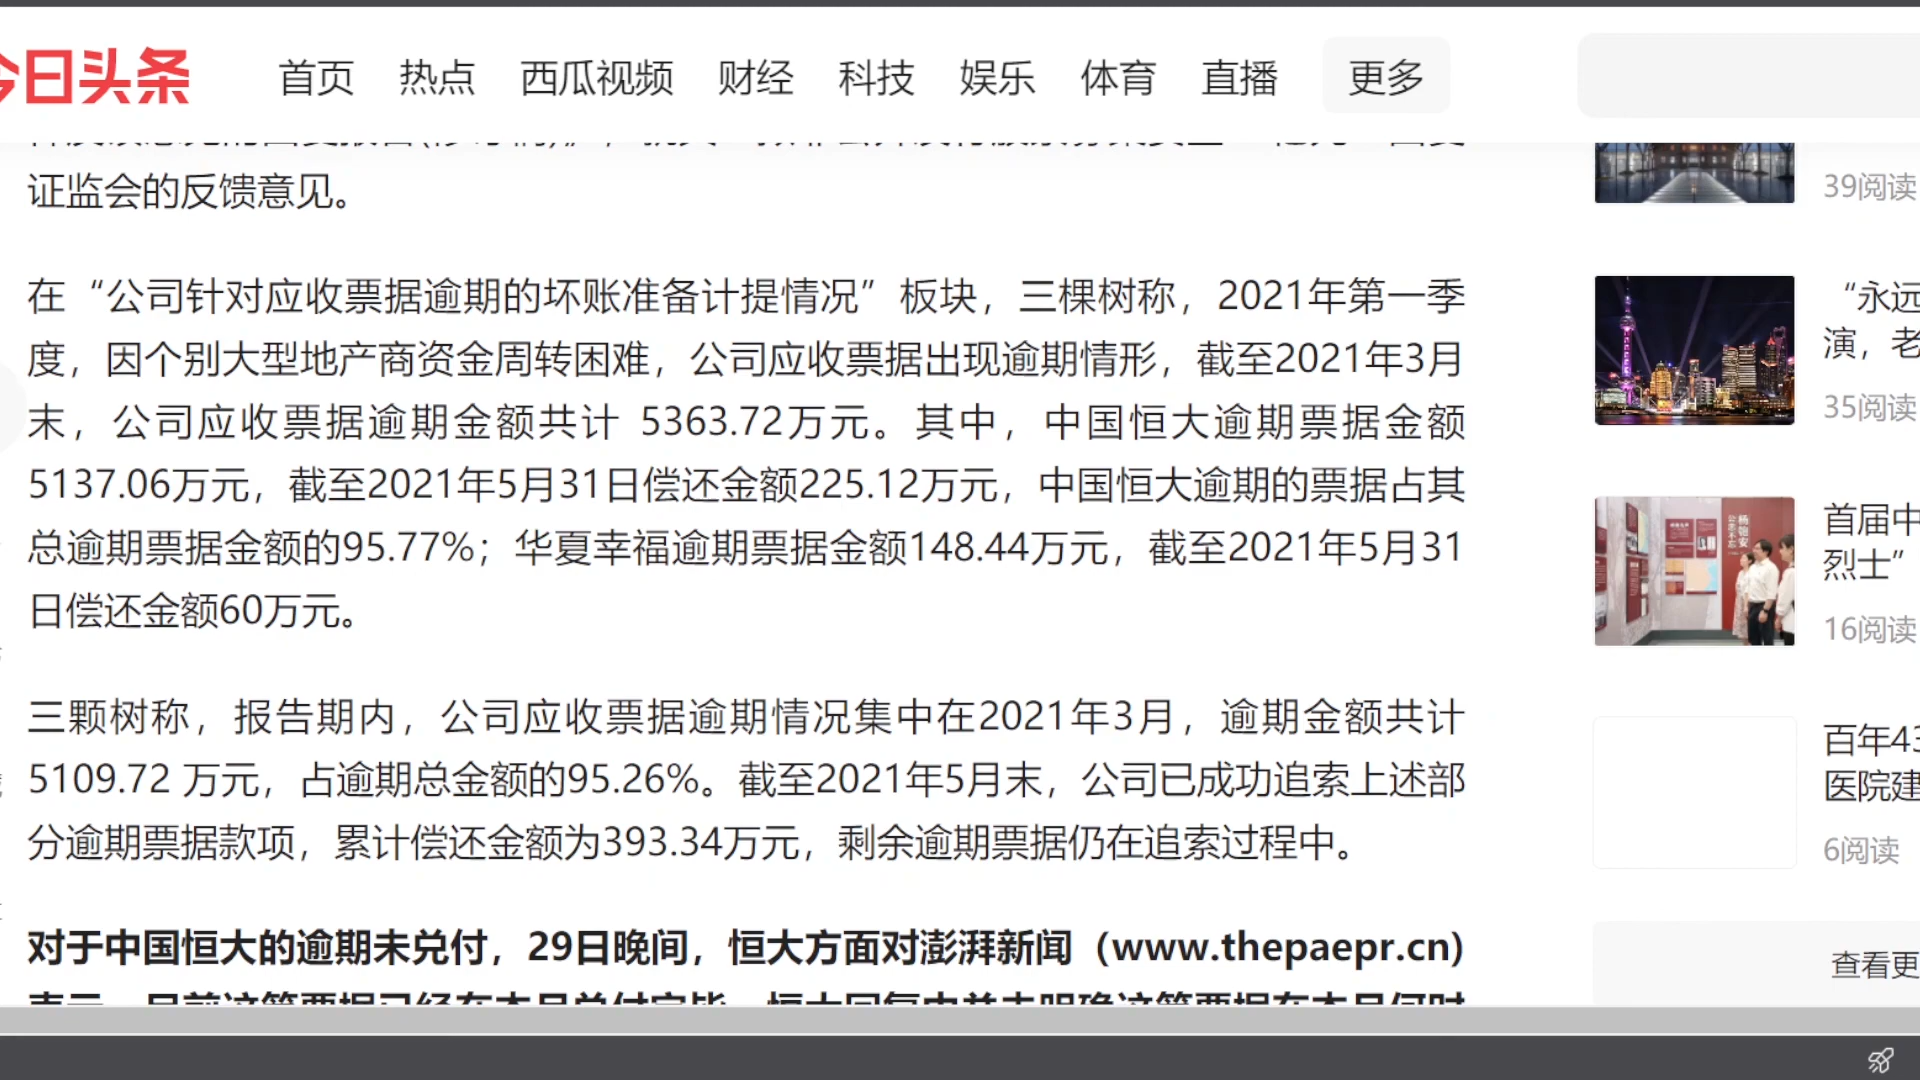 今日头条
首页 热点 西瓜视频 财经 科技 娱乐 体育 直播 更多
证监会的反馈意见。
在“公司针对应收票据逾期的坏账准备计提情况”板块，三棵树称，2021年第一季
度，因个别大型地产商资金周转困难，公司应收票据出现逾期情形，截至2021年3月
末，公司应收票据逾期金额共计 5363.72万元。其中，中国恒大逾期票据金额
5137.06万元，截至2021年5月31日偿还金额225.12万元，中国恒大逾期的票据占其
总逾期票据金额的95.77%；华夏幸福逾期票据金额148.44万元，截至2021年5月31
日偿还金额60万元。
三颗树称，报告期内，公司应收票据逾期情况集中在2021年3月，逾期金额共计
5109.72 万元，占逾期总金额的95.26%。截至2021年5月末，公司已成功追索上述部
分逾期票据款项，累计偿还金额为393.34万元，剩余逾期票据仍在追索过程中。
对于中国恒大的逾期未兑付，29日晚间，恒大方面对澎湃新闻（www.thepaepr.cn)
39阅读
“永远
演，老
35阅读
首届中
烈士”
16阅读
百年43
医院建
6阅读
查看更